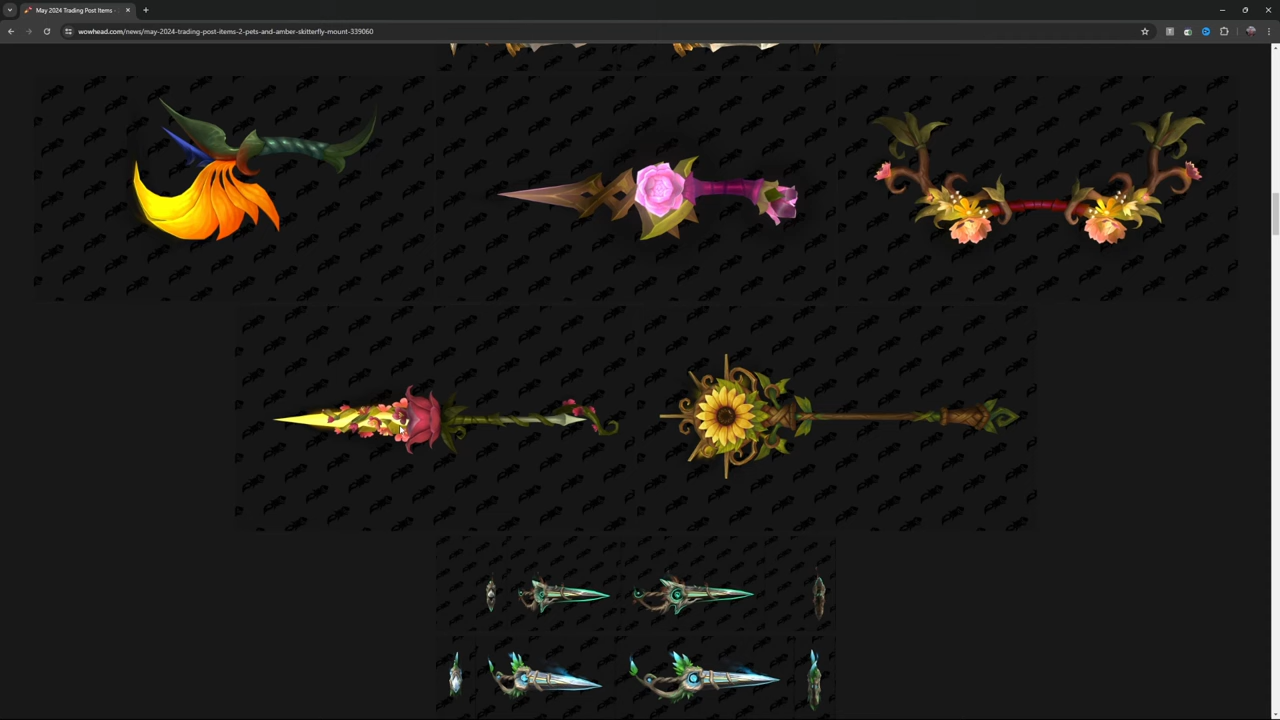 May 2024 Trading Post Items -
wowhead.com/news/may-2024-trading-post-items-2-pets-and-amber-skitterfly-mount-339060